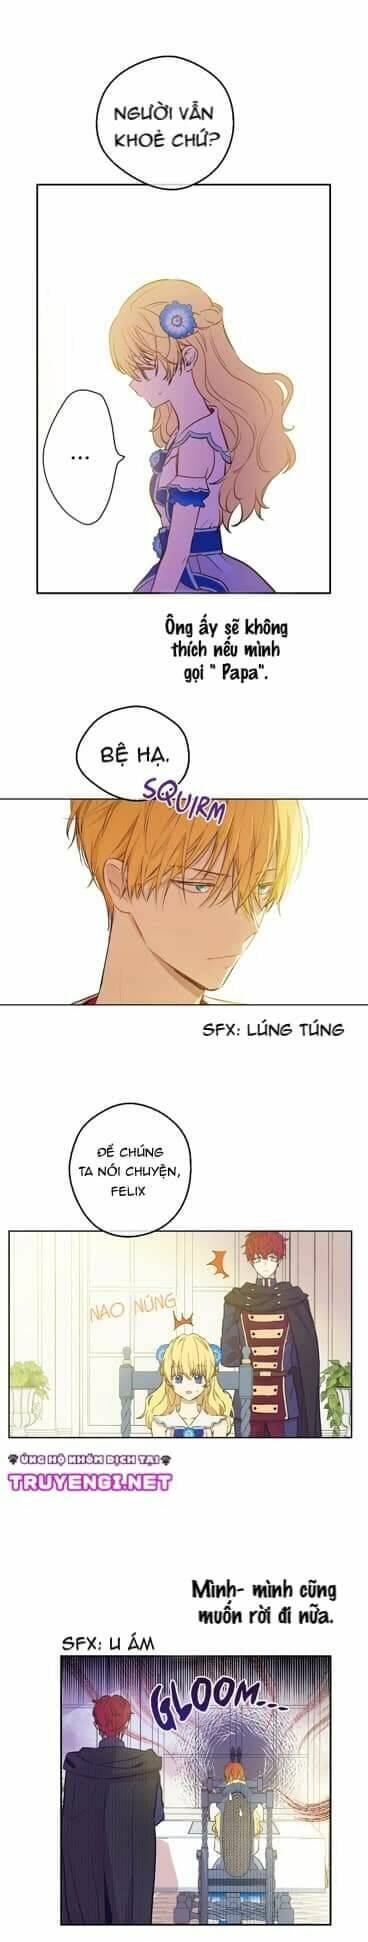 NGƯỜI VẪN
KHOẺ CHỨ?
...
Ông ấy sẽ không
thích nếu mình
gọi " Papa".
BỆ HẠ.
SQUIRM
SFX: LÚNG TÚNG
ĐỂ CHÚNG
TA NÓI CHUYỆN,
FELIX
NAO NÚNG
ỦNG HỘ NHÓM DỊCH TẠI
TRUYENGI.NET
Mình- mình cũng
muốn rời đi nữa.
SFX: U ÁM
GLOOM...